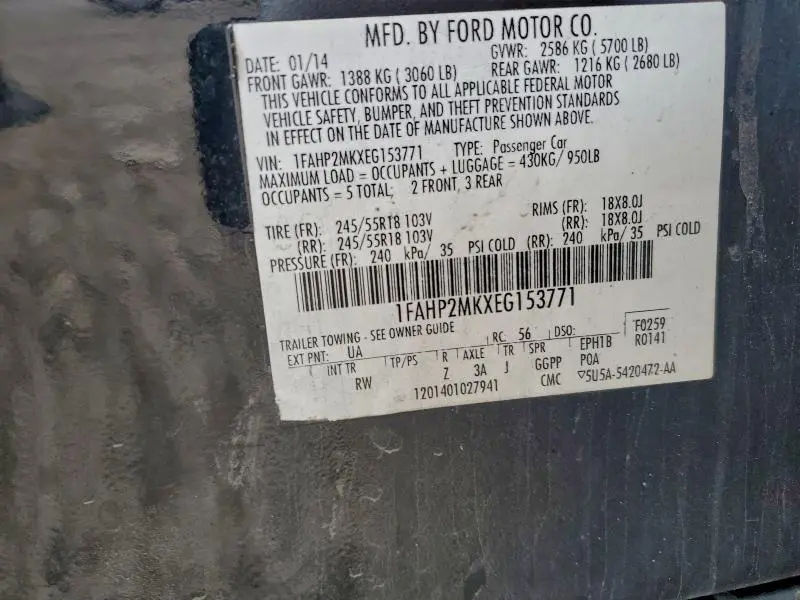 MFD. BY FORD MOTOR CO.
DATE: 01/14 GVWR: 2586 KG ( 5700 LB)
FRONT GAWR: 1388 KG ( 3060 LB) REAR GAWR: 1216 KG ( 2680 LB)
THIS VEHICLE CONFORMS TO ALL APPLICABLE FEDERAL MOTOR
VEHICLE SAFETY, BUMPER, AND THEFT PREVENTION STANDARDS
IN EFFECT ON THE DATE OF MANUFACTURE SHOWN ABOVE.
VIN: 1FAHP2MKXEG153771 TYPE: Passenger Car
MAXIMUM LOAD = OCCUPANTS + LUGGAGE = 430KG/ 950LB
OCCUPANTS = 5 TOTAL; 2 FRONT, 3 REAR
TIRE (FR): 245/55R18 103V RIMS (FR): 18X8.0J
(RR): 245/55R18 103V (RR): 18X8.0J
PRESSURE (FR): 240 kPa/ 35 PSI COLD (RR): 240 kPa/ 35 PSI COLD
1FAHP2MKXEG153771
TRAILER TOWING - SEE OWNER GUIDE
EXT PNT: UA RC: 56 DSO: F0259
INT TR TP/PS R AXLE TR SPR EPH1B R0141
RW Z 3A J GGPP POA
1201401027941 CMC ▽5U5A-5420472-AA